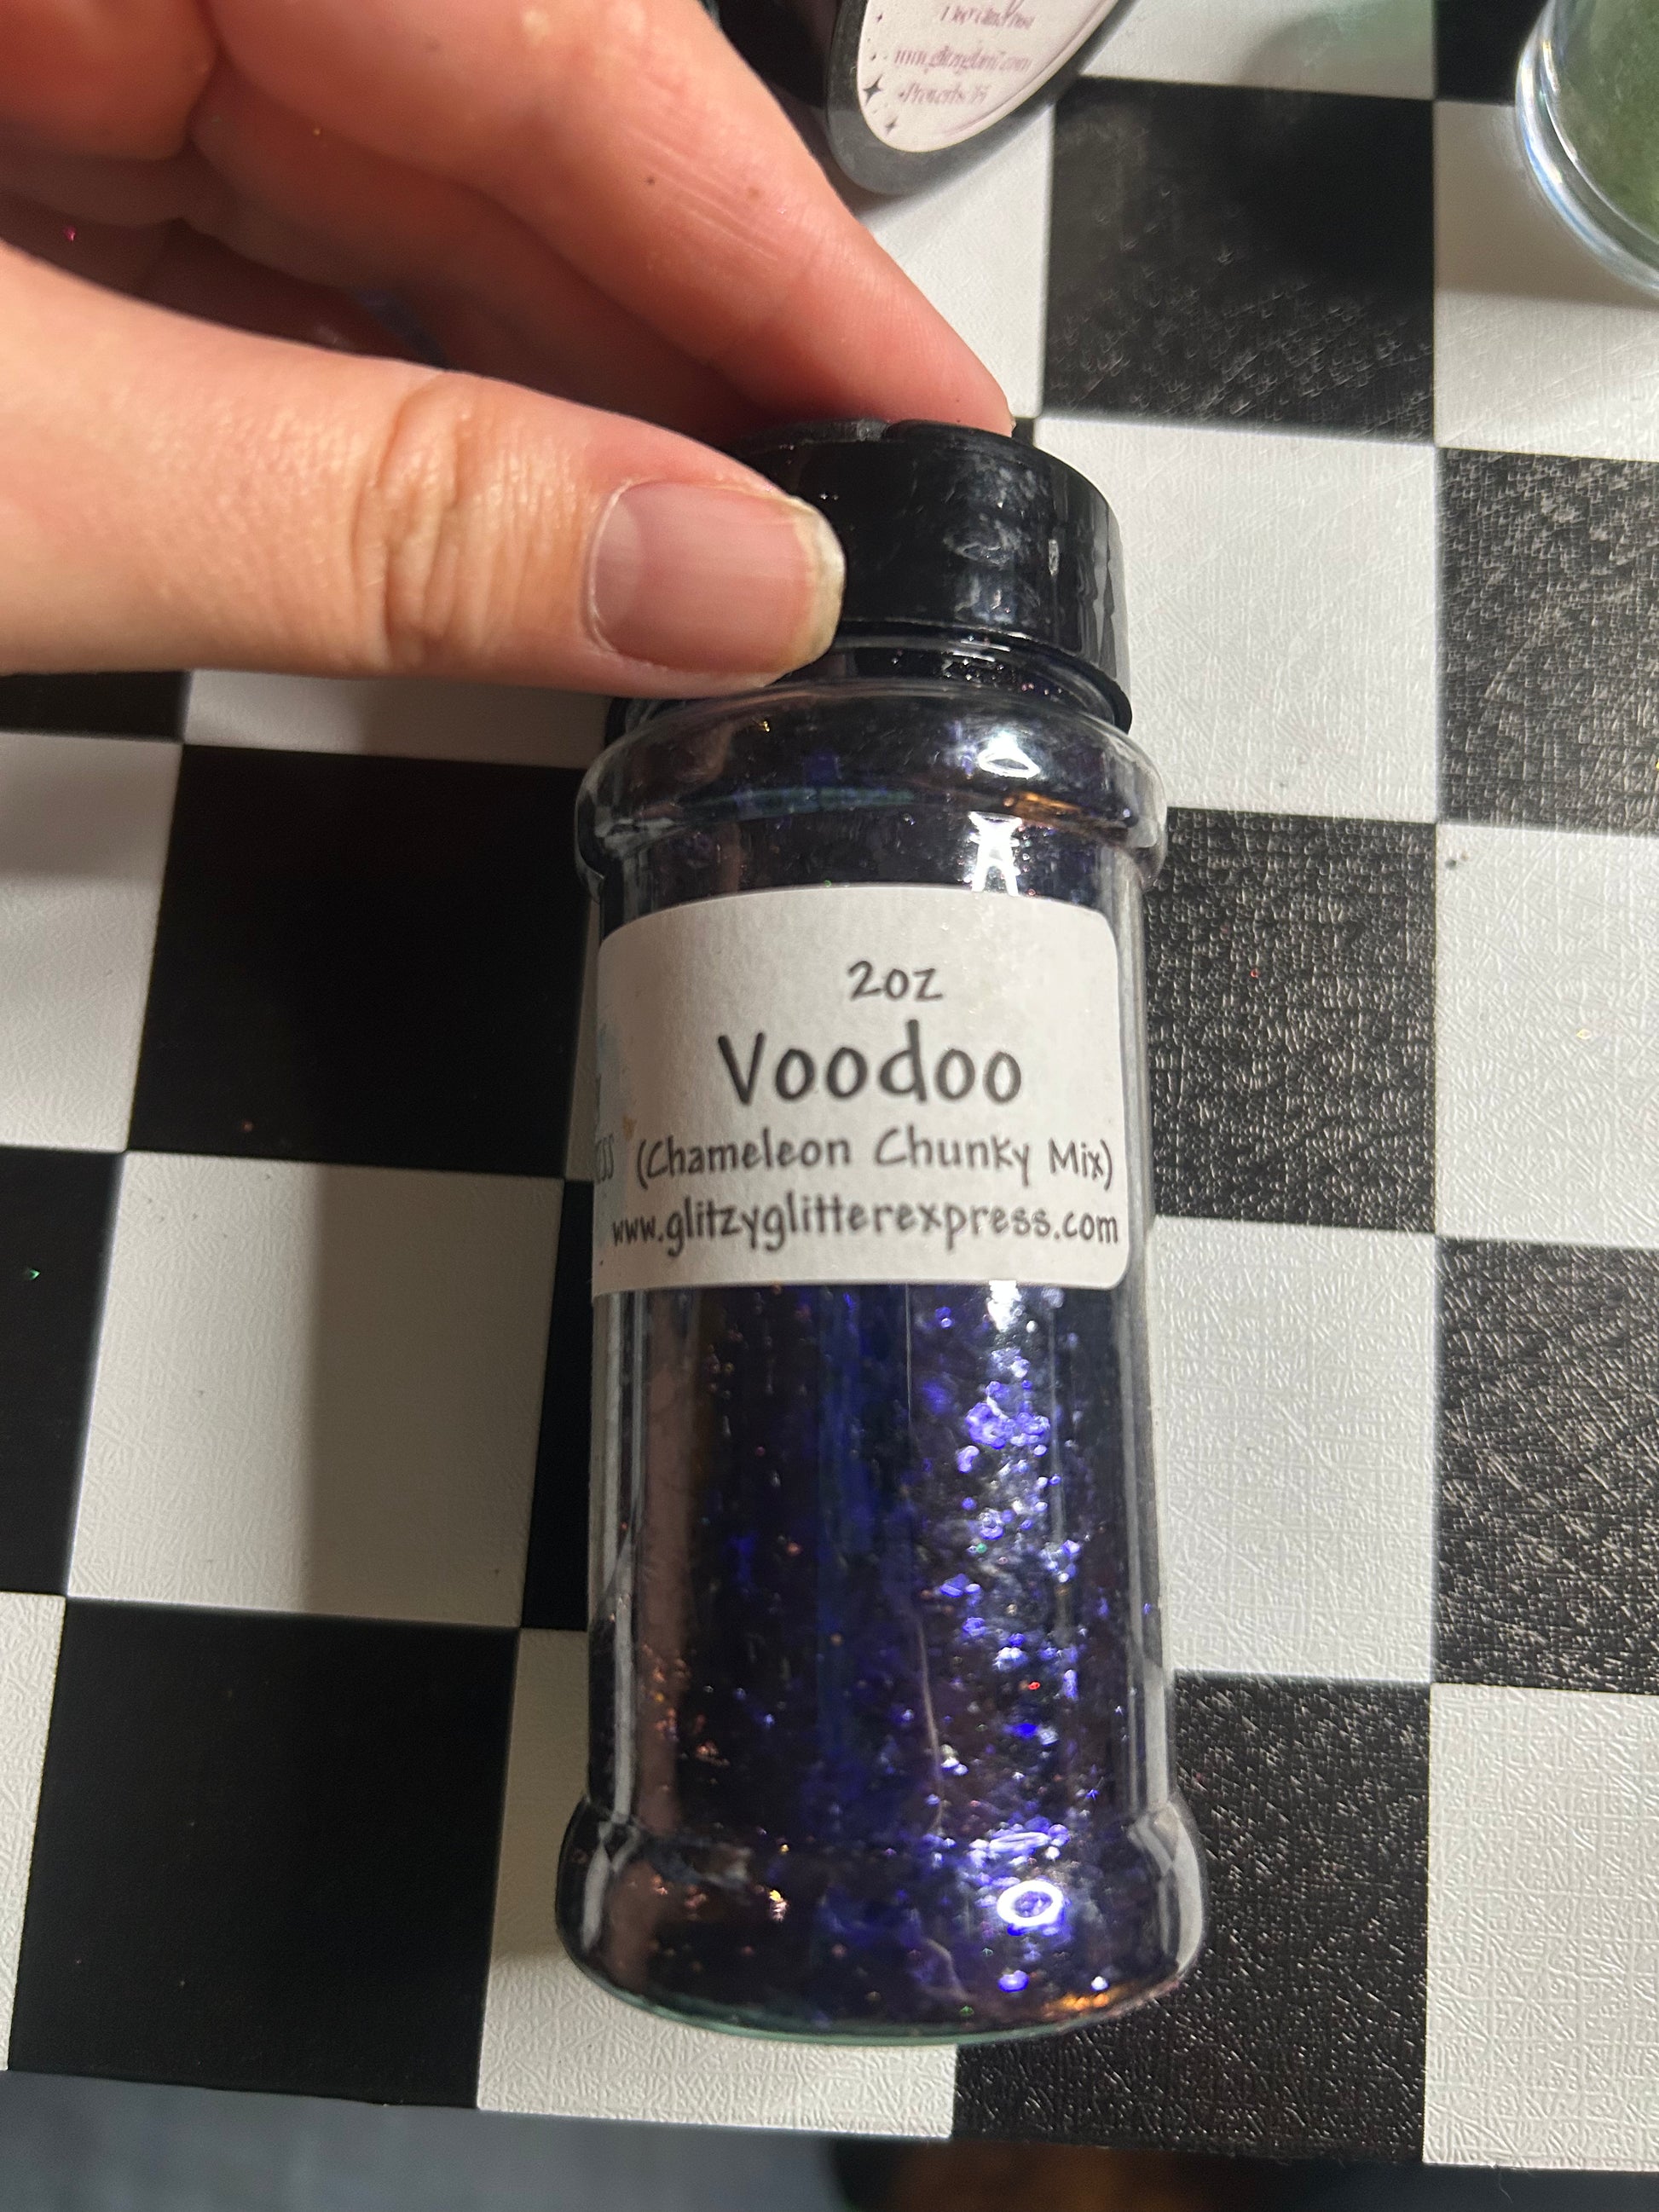 2oz
Voodoo
(Chameleon Chunky Mix)
www.glitzyglitterexpress.com